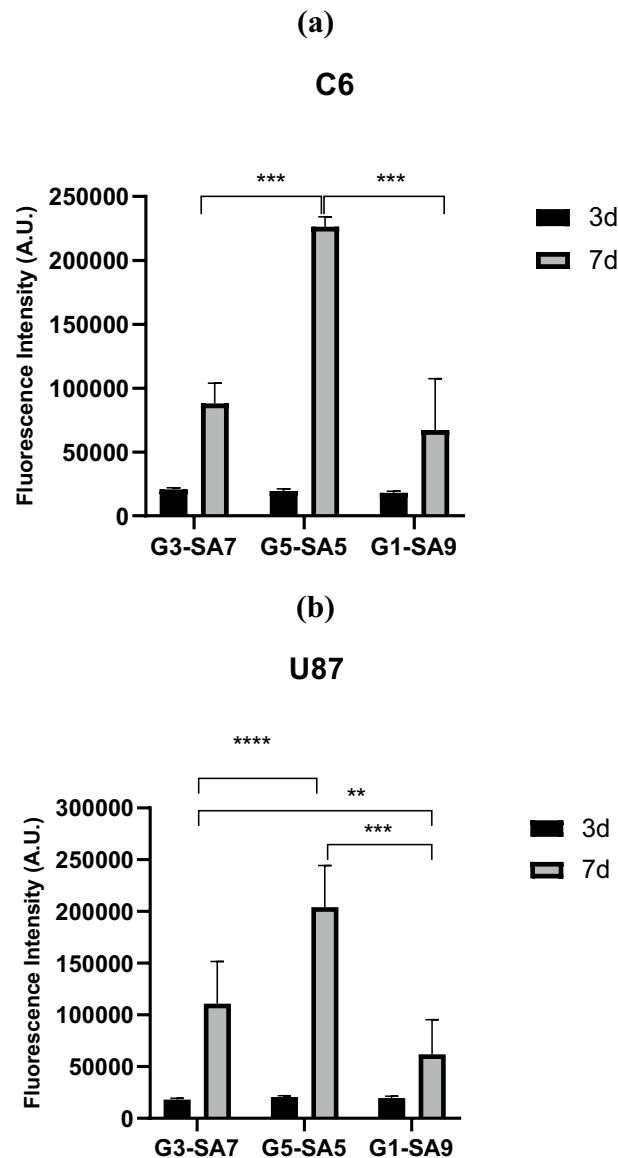 (a)
C6
*** ***
250000
200000
150000
100000
50000
0
Fluorescence Intensity (A.U.)
G3-SA7 G5-SA5 G1-SA9
3d
7d
(b)
U87
****
**
***
300000
250000
200000
150000
100000
50000
0
Fluorescence Intensity (A.U.)
G3-SA7 G5-SA5 G1-SA9
3d
7d